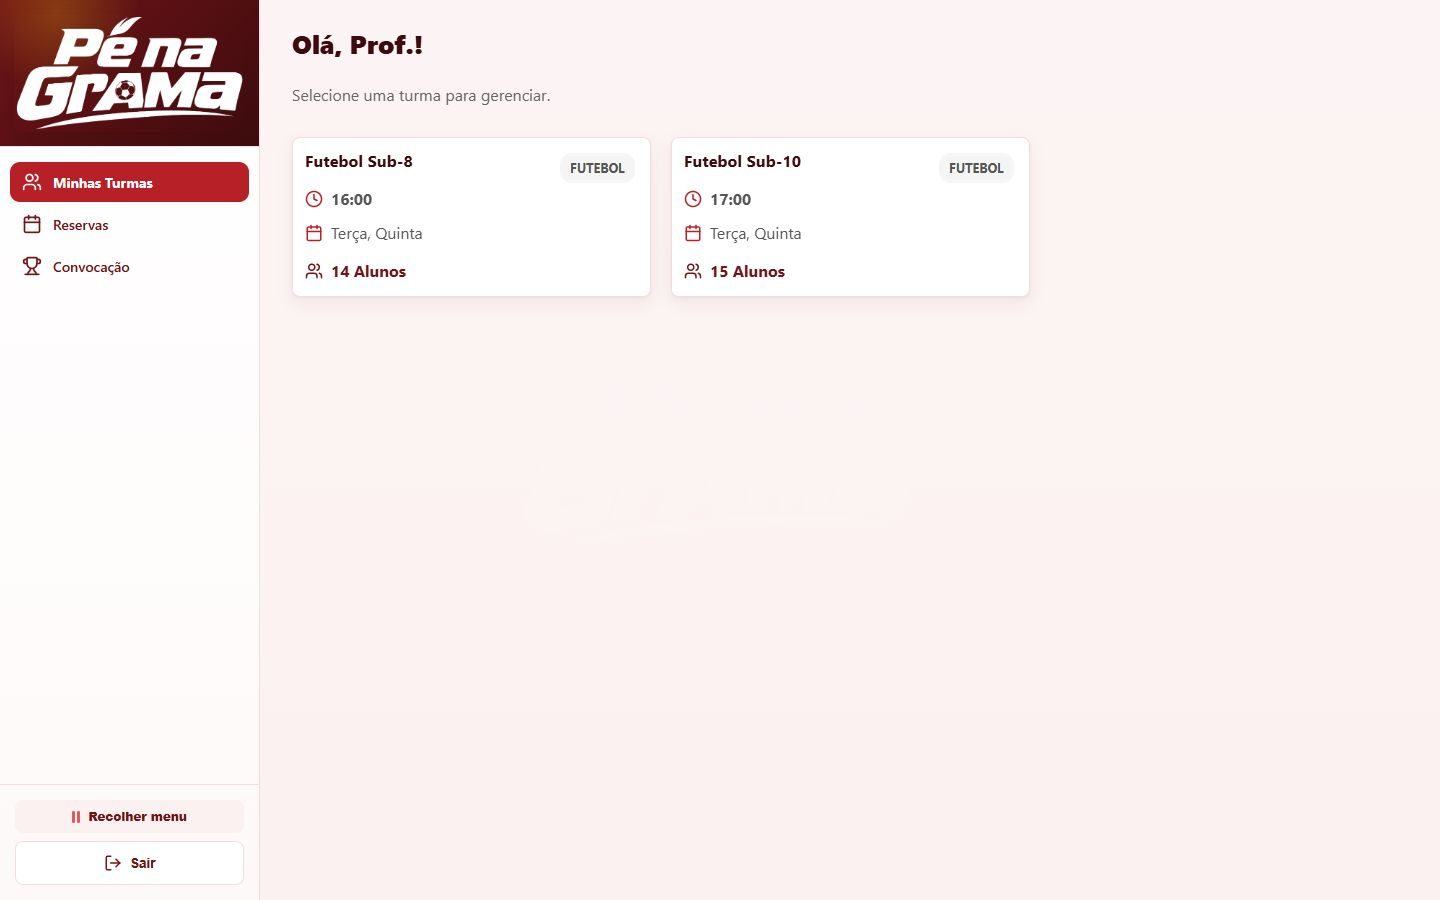 Pé na
Grama
Minhas Turmas
Reservas
Convocação
Recolher menu
Sair
Olá, Prof.!
Selecione uma turma para gerenciar.
Futebol Sub-8
FUTEBOL
16:00
Terça, Quinta
14 Alunos
Futebol Sub-10
FUTEBOL
17:00
Terça, Quinta
15 Alunos